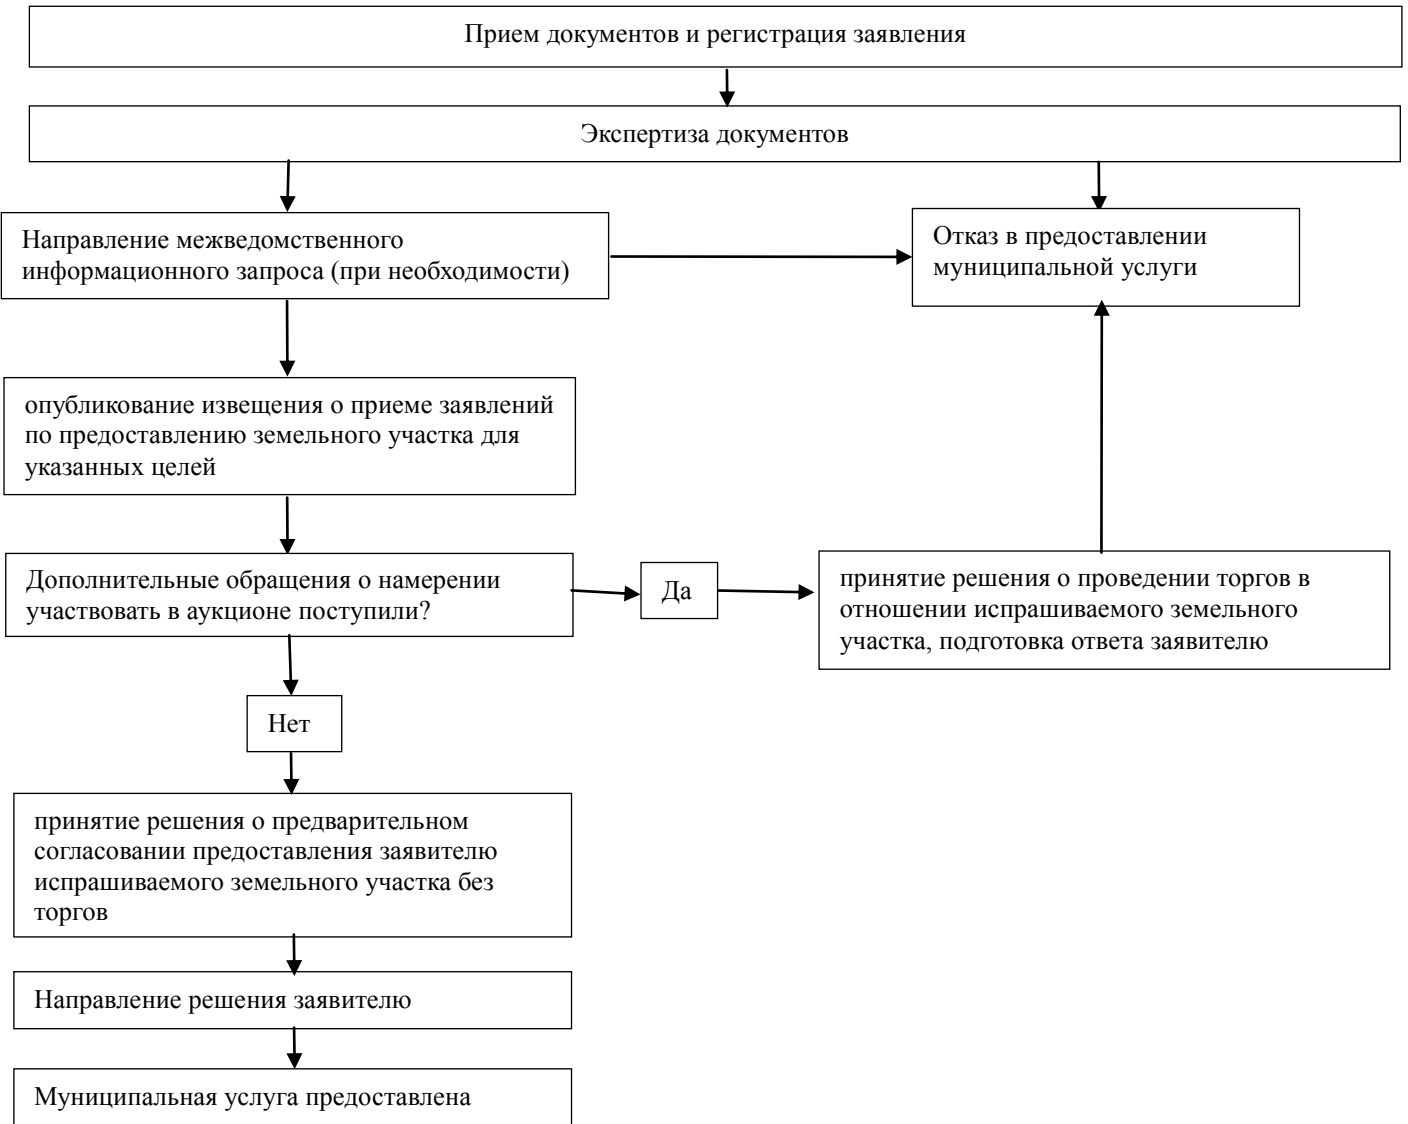 Прием документов и регистрация заявления
Экспертиза документов
Направление межведомственного
информационного запроса (при необходимости)
Отказ в предоставлении
муниципальной услуги
опубликование извещения о приеме заявлений
по предоставлению земельного участка для
указанных целей
Дополнительные обращения о намерении
участвовать в аукционе поступили?
Да
принятие решения о проведении торгов в
отношении испрашиваемого земельного
участка, подготовка ответа заявителю
Нет
принятие решения о предварительном
согласовании предоставления заявителю
испрашиваемого земельного участка без
торгов
Направление решения заявителю
Муниципальная услуга предоставлена